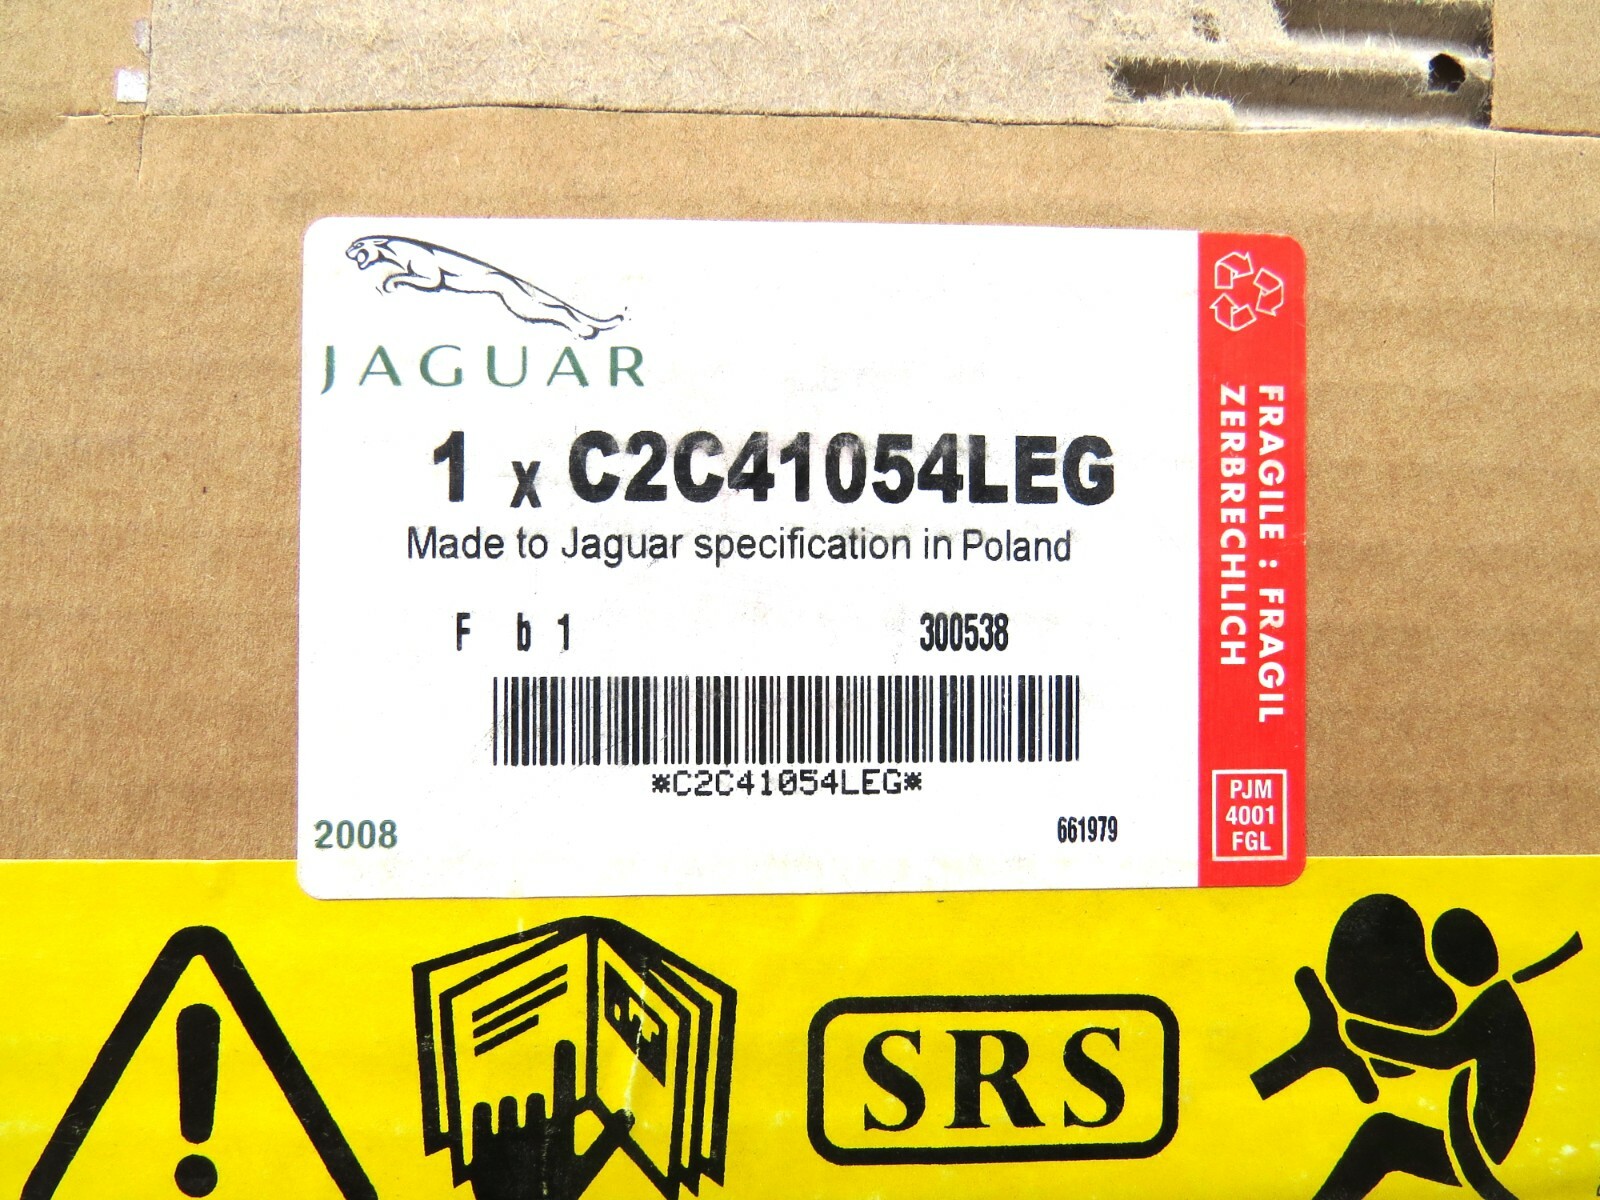 JAGUAR
1 x C2C41054LEG
Made to Jaguar specification in Poland
F b 1 300538
*C2C41054LEG*
2008 661979
FRAGILE : FRAGIL
ZERBRECHLICH
PJM
4001
FGL
SRS